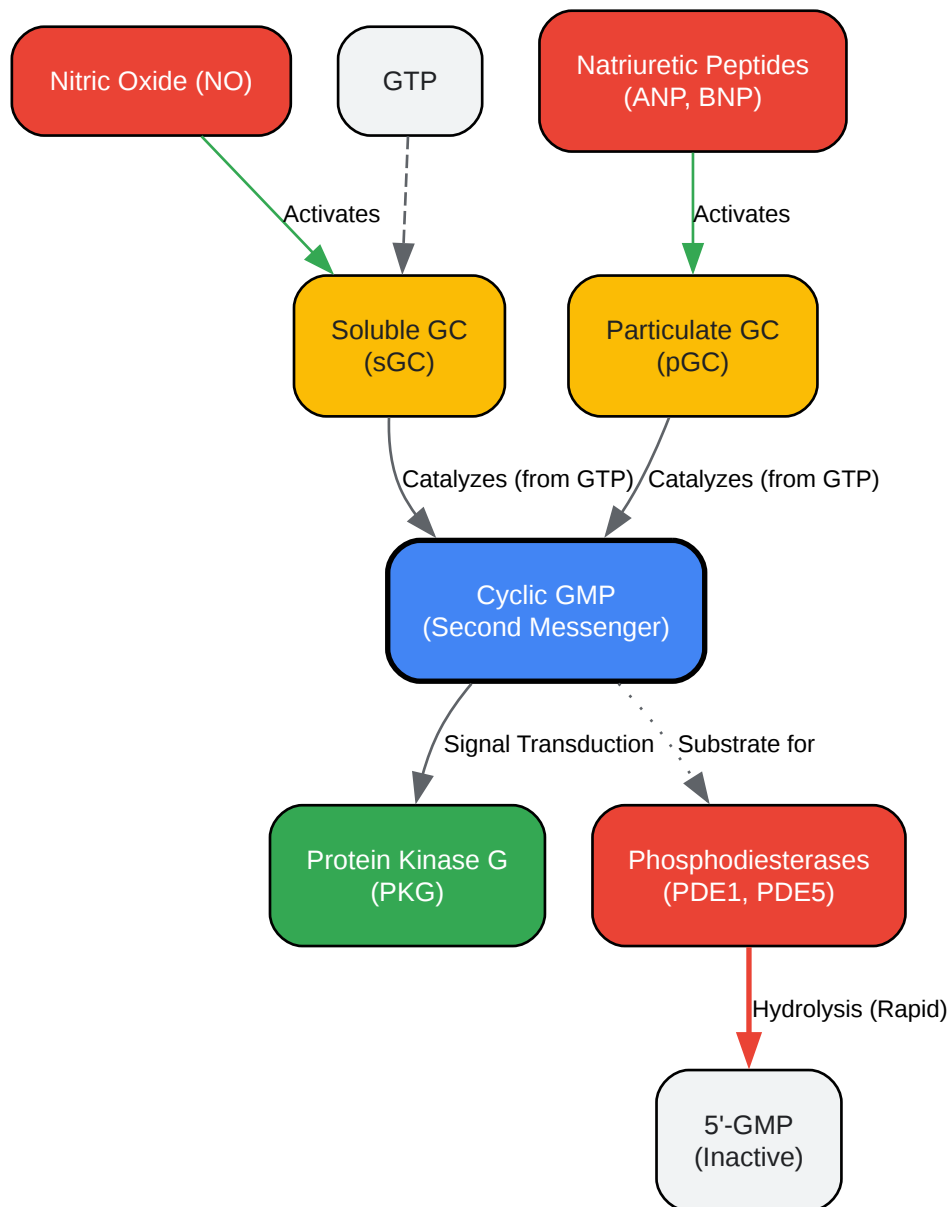 Nitric Oxide (NO)
GTP
Natriuretic Peptides
(ANP, BNP)
Activates
Activates
Soluble GC
(sGC)
Particulate GC
(pGC)
Catalyzes (from GTP)
Catalyzes (from GTP)
Cyclic GMP
(Second Messenger)
Signal Transduction
Substrate for
Protein Kinase G
(PKG)
Phosphodiesterases
(PDE1, PDE5)
Hydrolysis (Rapid)
5'-GMP
(Inactive)